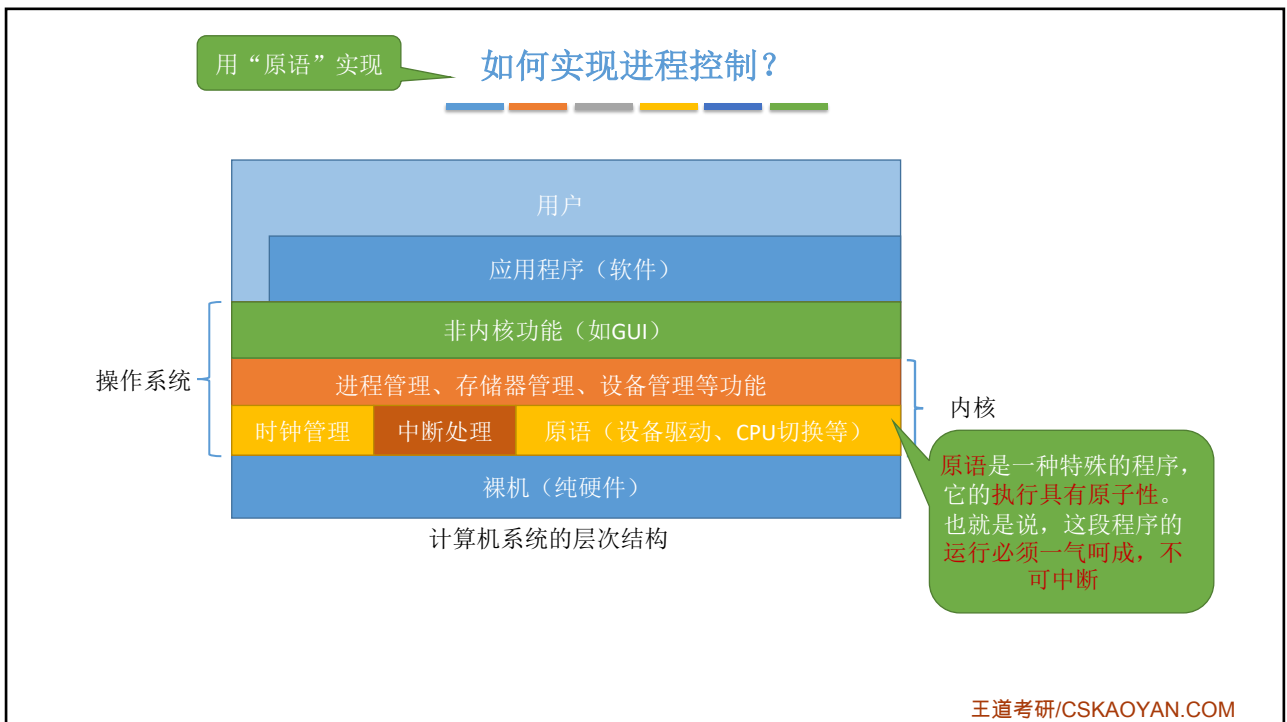 用“原语”实现
如何实现进程控制？
用户
应用程序（软件）
非内核功能（如GUI）
操作系统
进程管理、存储器管理、设备管理等功能
内核
时钟管理
中断处理
原语（设备驱动、CPU切换等）
裸机（纯硬件）
计算机系统的层次结构
原语是一种特殊的程序，
它的执行具有原子性。
也就是说，这段程序的
运行必须一气呵成，不
可中断
王道考研/CSKAOYAN.COM